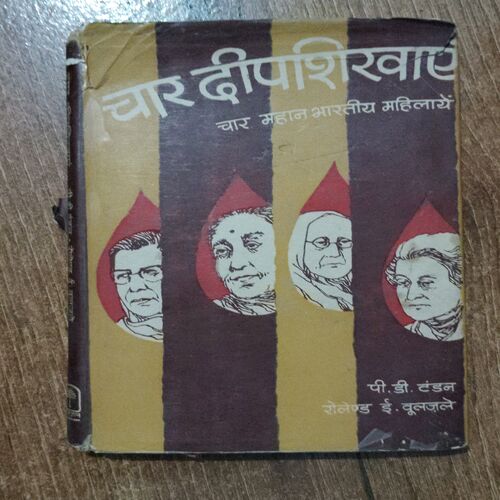 चार दीपशिखाएँ
चार महान भारतीय महिलायें
पी. डी. टंडन
रोलेण्ड ई. वूलज़ले